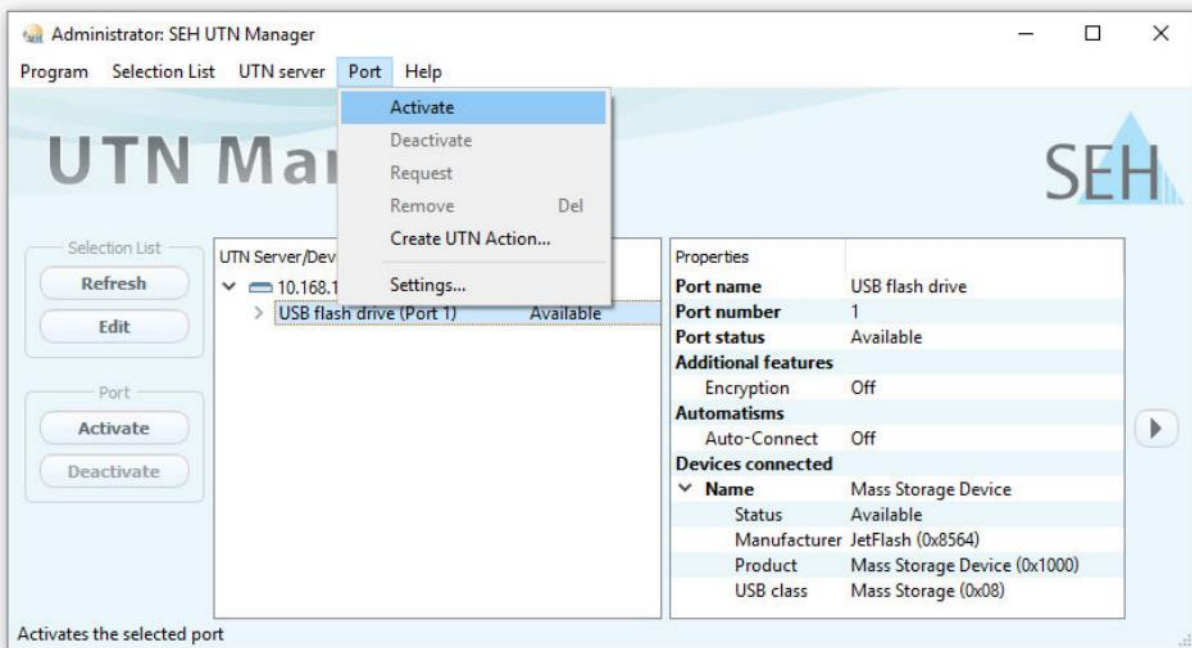 Administrator: SEH UTN Manager
Program Selection List UTN server Port Help
Activate
Deactivate
Request
Remove Del
Create UTN Action...
Settings...
UTN
SEH
Selection List
Refresh
Edit
Port
Activate
Deactivate
UTN
10.168.1
USB flash drive (Port 1) Available
Properties
Port name USB flash drive
Port number 1
Port status Available
Additional features
Encryption Off
Automatisms
Auto-Connect Off
Devices connected
Name Mass Storage Device
Status Available
Manufacturer JetFlash (0x8564)
Product Mass Storage Device (0x1000)
USB class Mass Storage (0x08)
Activates the selected port